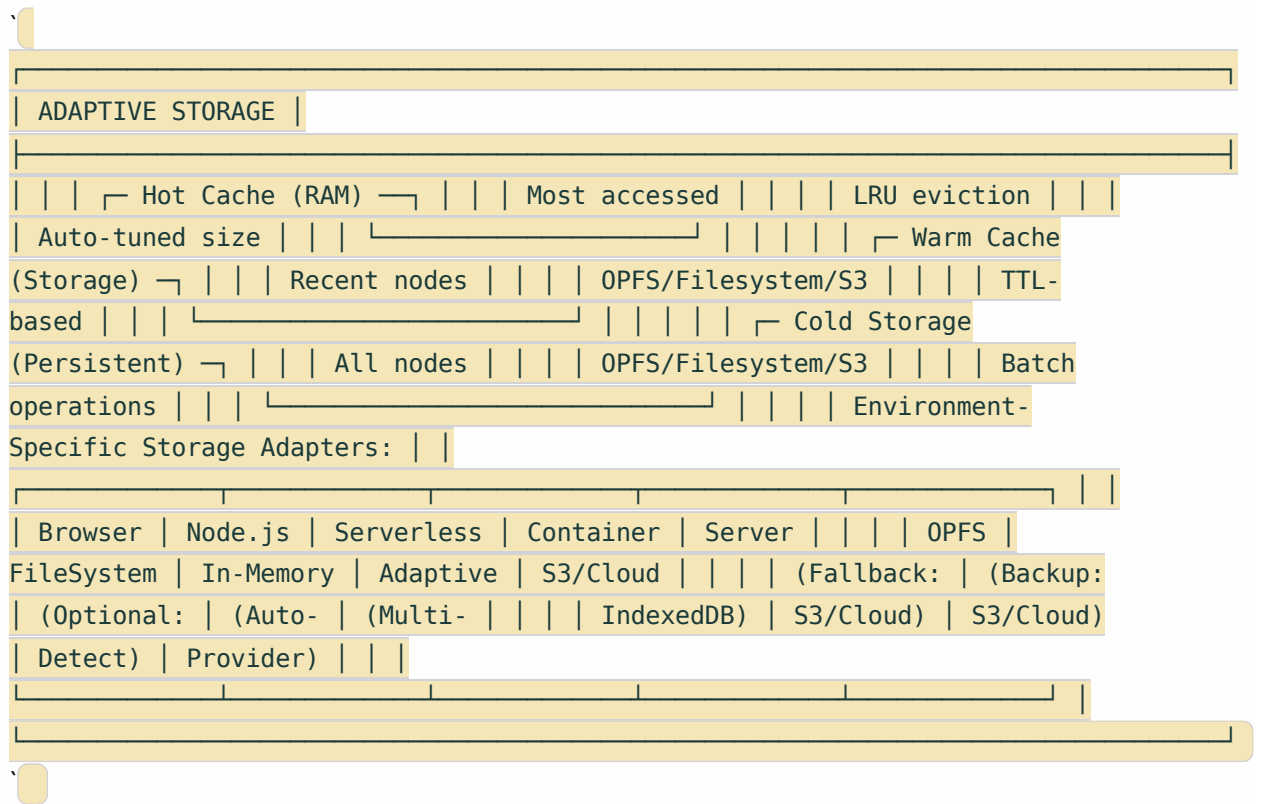 `
┌─────────────────────────────────────────────────────────────────────────────────┐
│ ADAPTIVE STORAGE │
├─────────────────────────────────────────────────────────────────────────────────┤
│ │ │ ┌─ Hot Cache (RAM) ──┐ │ │ │ Most accessed │ │ │ │ LRU eviction │ │ │
│ Auto-tuned size │ │ │ └─────────────────────┘ │ │ │ │ │ ┌─ Warm Cache
(Storage) ─┐ │ │ │ Recent nodes │ │ │ │ OPFS/Filesystem/S3 │ │ │ │ TTL-
based │ │ │ └─────────────────────────┘ │ │ │ │ │ ┌─ Cold Storage
(Persistent) ─┐ │ │ │ All nodes │ │ │ │ OPFS/Filesystem/S3 │ │ │ │ Batch
operations │ │ │ └─────────────────────────────┘ │ │ │ │ Environment-
Specific Storage Adapters: │ │
┌─────────────┬─────────────┬─────────────┬─────────────┬─────────────┐ │ │
│ Browser │ Node.js │ Serverless │ Container │ Server │ │ │ │ OPFS │
FileSystem │ In-Memory │ Adaptive │ S3/Cloud │ │ │ │ (Fallback: │ (Backup:
│ (Optional: │ (Auto- │ (Multi- │ │ │ │ IndexedDB) │ S3/Cloud) │ S3/Cloud)
│ Detect) │ Provider) │ │ │
└─────────────┴─────────────┴─────────────┴─────────────┴─────────────┘ │
└─────────────────────────────────────────────────────────────────────────────────┘
`